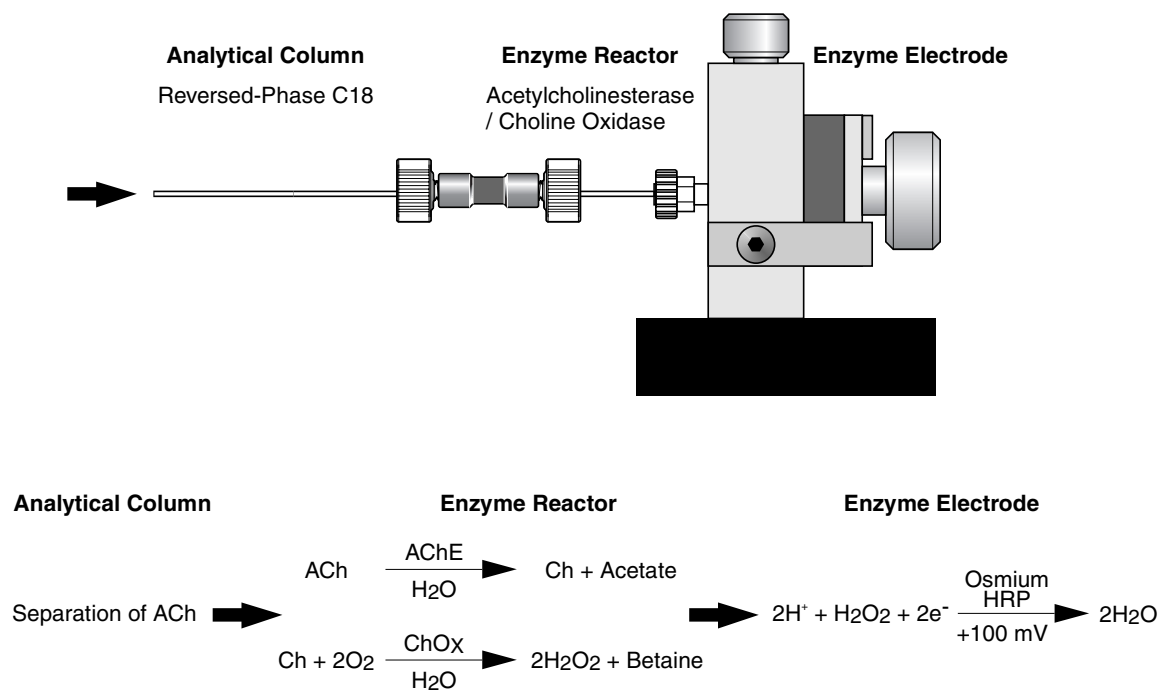 Analytical Column
Reversed-Phase C18
Enzyme Reactor
Acetylcholinesterase
/ Choline Oxidase
Enzyme Electrode
Analytical Column
Enzyme Reactor
Enzyme Electrode
Separation of ACh
ACh
AChE
H2O
Ch + Acetate
Ch + 2O2
ChOX
H2O
2H2O2 + Betaine
2H+ + H2O2 + 2e-
Osmium
HRP
+100 mV
2H2O